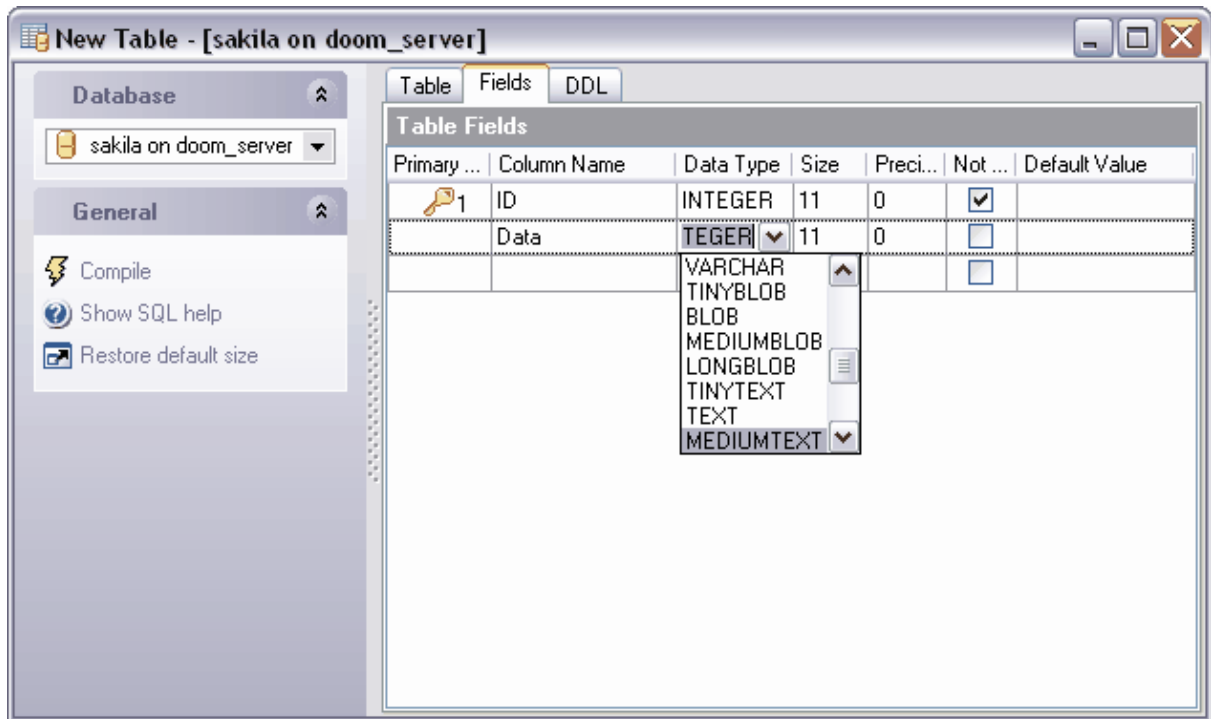 New Table - [sakila on doom_server]
Database
sakila on doom_server
General
Compile
Show SQL help
Restore default size
Table Fields DDL
Table Fields
Primary ... Column Name Data Type Size Preci... Not ... Default Value
1 ID INTEGER 11 0
Data TEGER 11 0
VARCHAR
TINYBLOB
BLOB
MEDIUMBLOB
LONGBLOB
TINYTEXT
TEXT
MEDIUMTEXT